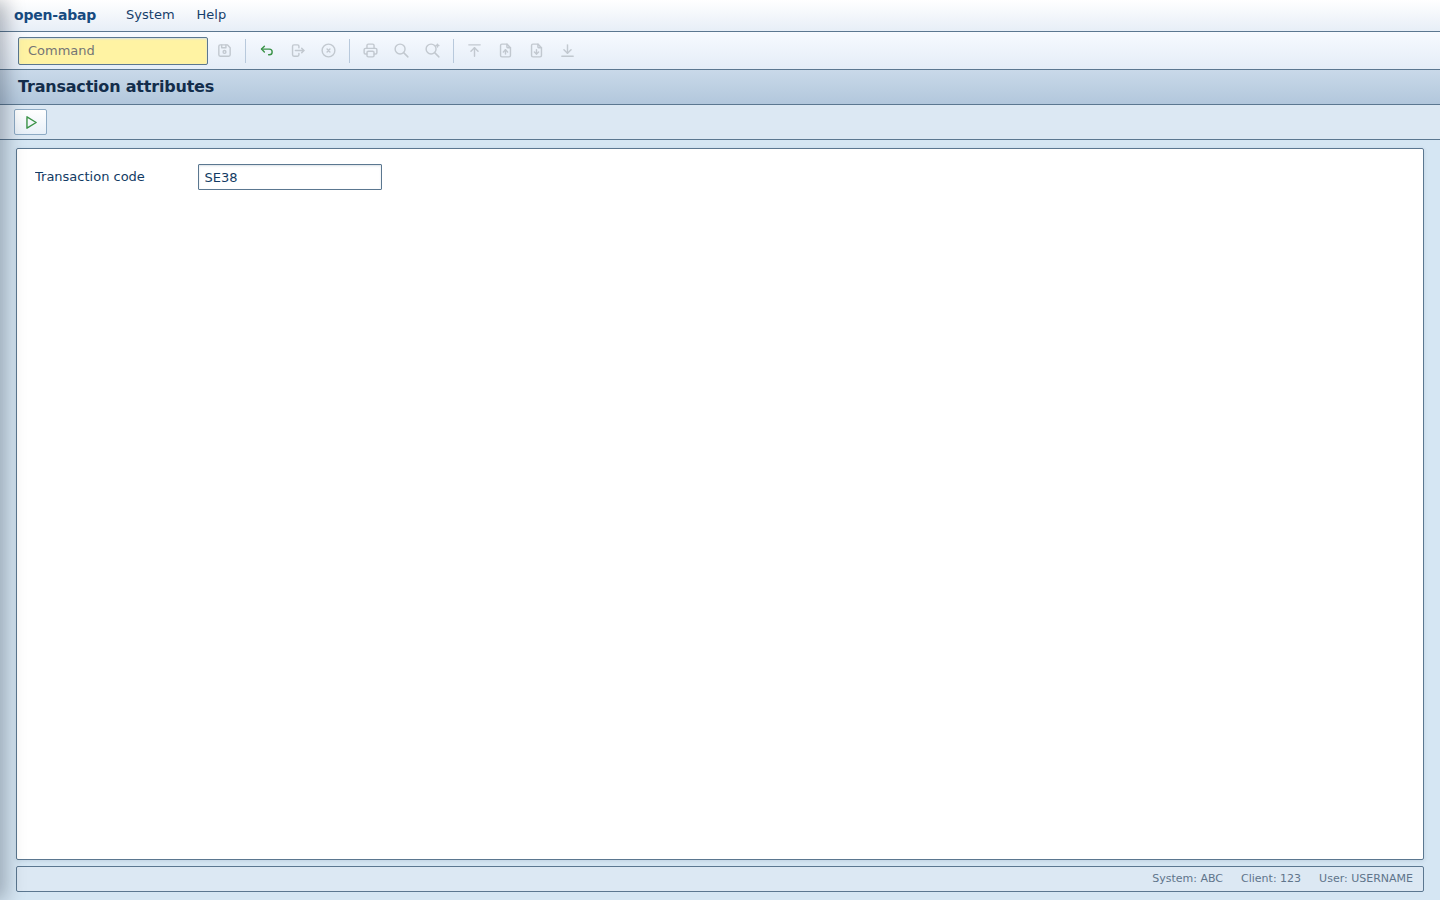 open-abap System Help
Command
Transaction attributes
Transaction code SE38
System: ABC Client: 123 User: USERNAME